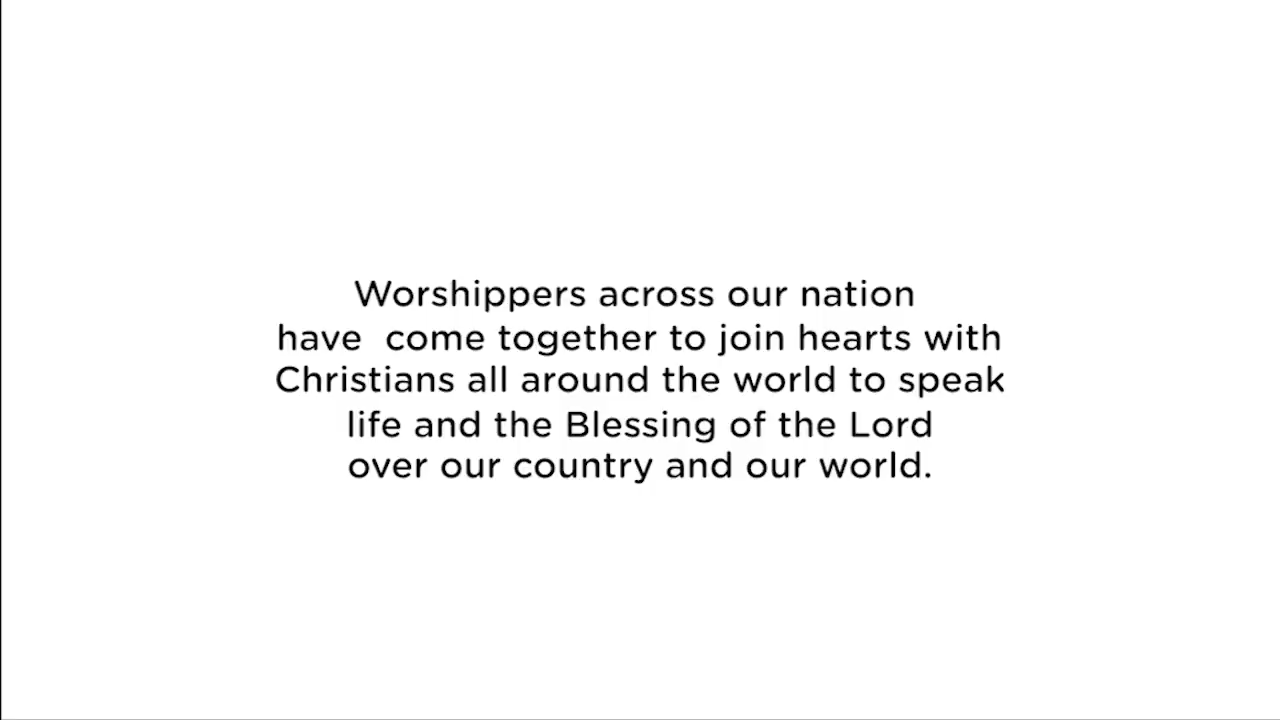 Worshippers across our nation
have  come together to join hearts with
Christians all around the world to speak
life and the Blessing of the Lord
over our country and our world.